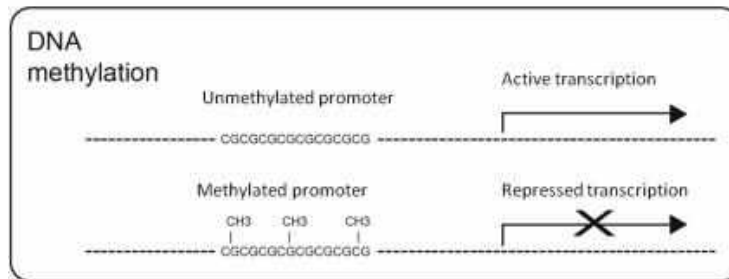 DNA
methylation
Unmethylated promoter
Active transcription
CGCGCGCGCGCGCGCG
Methylated promoter
Repressed transcription
CH3 CH3 CH3
CGCGCGCGCGCGCGCG